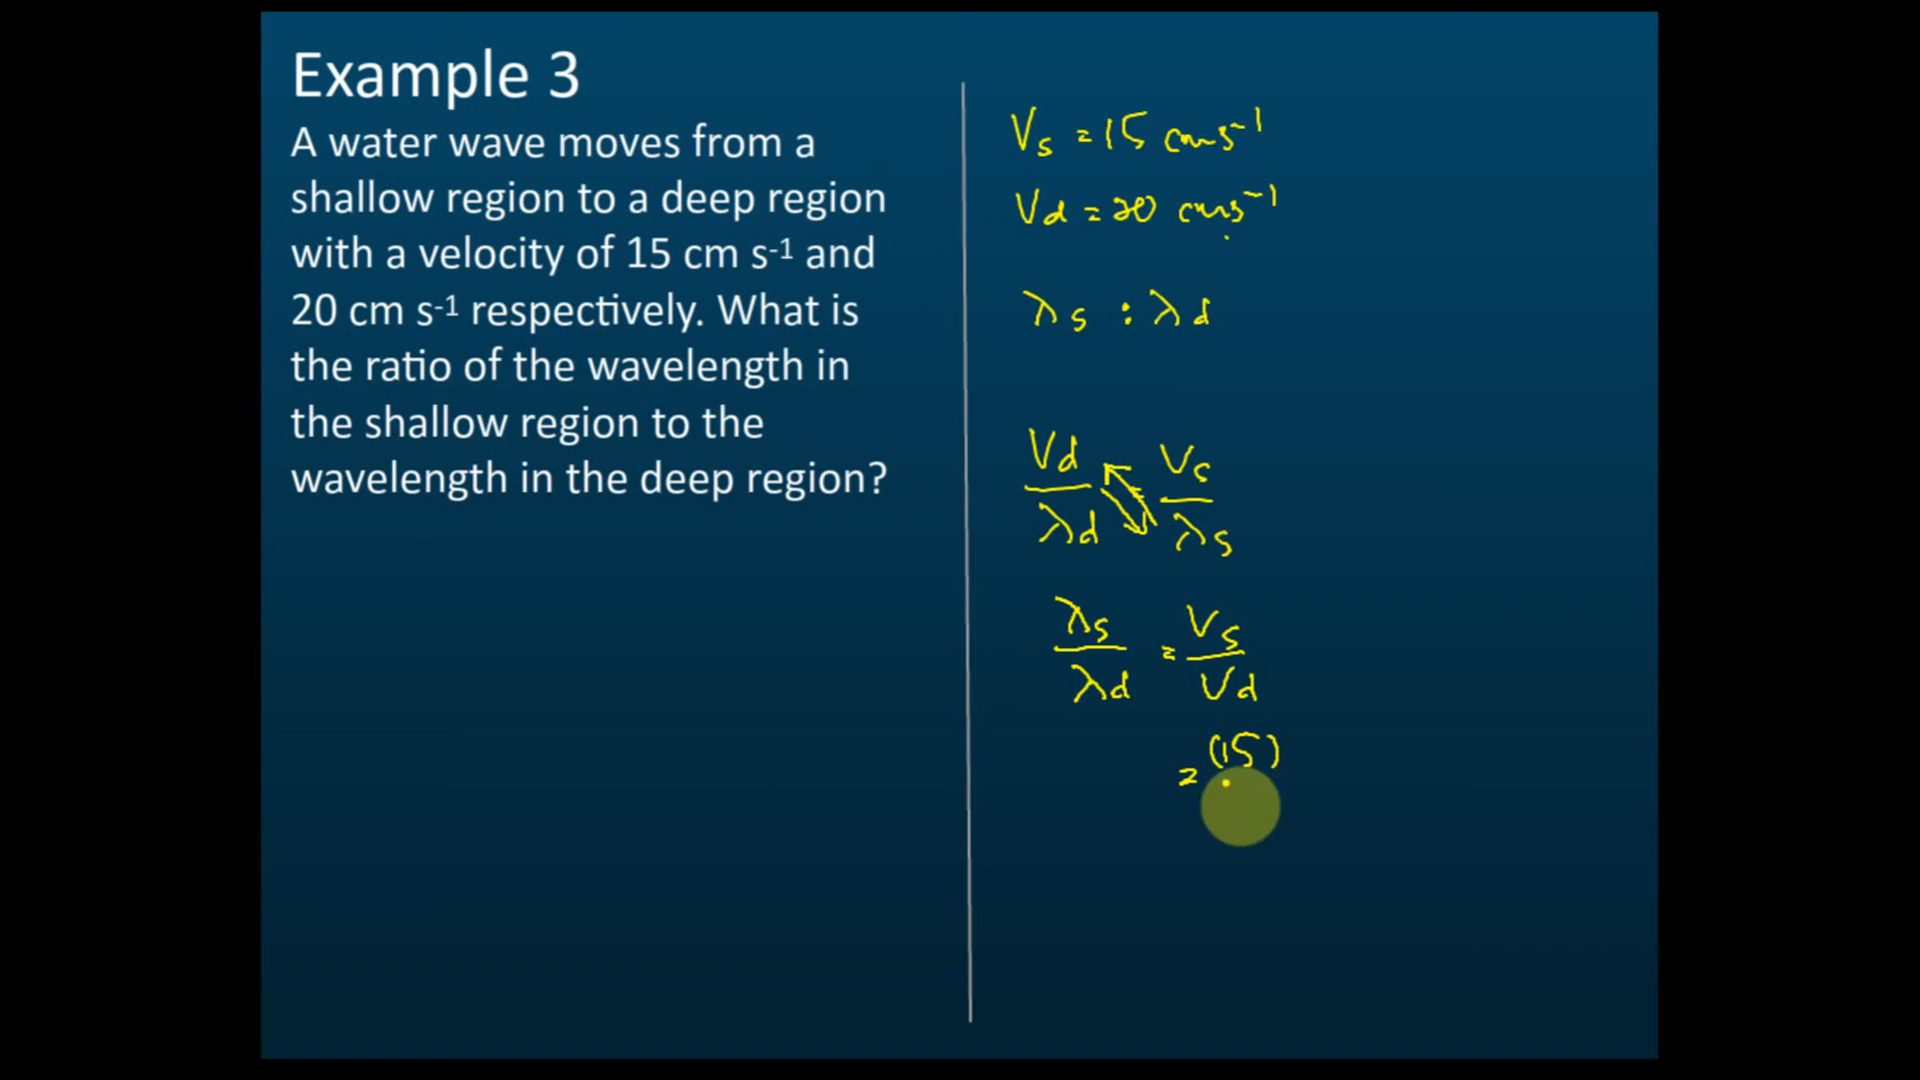 Example 3
A water wave moves from a
shallow region to a deep region
with a velocity of 15 cm s-1 and
20 cm s-1 respectively. What is
the ratio of the wavelength in
the shallow region to the
wavelength in the deep region?
Vs = 15 cms-1
Vd = 20 cms-1
λs : λd
Vd Vs
λd λs
λs = Vs
λd Vd
= (15)